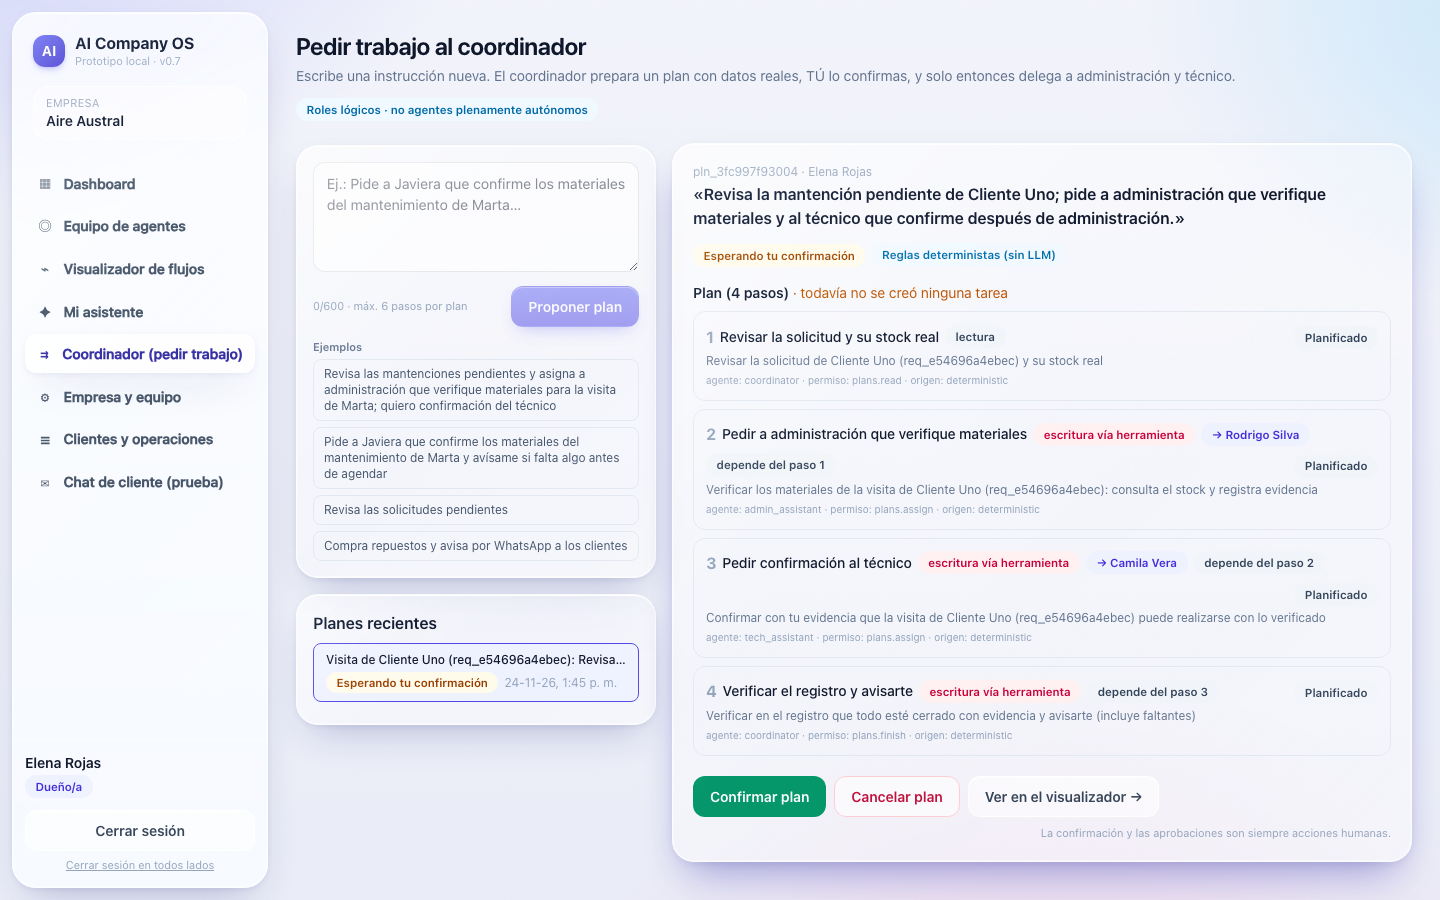 AI
AI Company OS
Prototipo local · v0.7
EMPRESA
Aire Austral
Dashboard
Equipo de agentes
Visualizador de flujos
Mi asistente
Coordinador (pedir trabajo)
Empresa y equipo
Clientes y operaciones
Chat de cliente (prueba)
Elena Rojas
Dueño/a
Cerrar sesión
Cerrar sesión en todos lados
Pedir trabajo al coordinador
Escribe una instrucción nueva. El coordinador prepara un plan con datos reales, TÚ lo confirmas, y solo entonces delega a administración y técnico.
Roles lógicos · no agentes plenamente autónomos
Ej.: Pide a Javiera que confirme los materiales
del mantenimiento de Marta...
0/600 · máx. 6 pasos por plan
Proponer plan
Ejemplos
Revisa las mantenciones pendientes y asigna a
administración que verifique materiales para la visita
de Marta; quiero confirmación del técnico
Pide a Javiera que confirme los materiales del
mantenimiento de Marta y avísame si falta algo antes
de agendar
Revisa las solicitudes pendientes
Compra repuestos y avisa por WhatsApp a los clientes
Planes recientes
Visita de Cliente Uno (req_e54696a4ebec): Revisa...
Esperando tu confirmación 24-11-26, 1:45 p. m.
pln_3fc997f93004 · Elena Rojas
«Revisa la mantención pendiente de Cliente Uno; pide a administración que verifique
materiales y al técnico que confirme después de administración.»
Esperando tu confirmación Reglas deterministas (sin LLM)
Plan (4 pasos) · todavía no se creó ninguna tarea
1 Revisar la solicitud y su stock real lectura Planificado
Revisar la solicitud de Cliente Uno (req_e54696a4ebec) y su stock real
agente: coordinator · permiso: plans.read · origen: deterministic
2 Pedir a administración que verifique materiales escritura vía herramienta → Rodrigo Silva
depende del paso 1 Planificado
Verificar los materiales de la visita de Cliente Uno (req_e54696a4ebec): consulta el stock y registra evidencia
agente: admin_assistant · permiso: plans.assign · origen: deterministic
3 Pedir confirmación al técnico escritura vía herramienta → Camila Vera depende del paso 2
Planificado
Confirmar con tu evidencia que la visita de Cliente Uno (req_e54696a4ebec) puede realizarse con lo verificado
agente: tech_assistant · permiso: plans.assign · origen: deterministic
4 Verificar el registro y avisarte escritura vía herramienta depende del paso 3 Planificado
Verificar en el registro que todo esté cerrado con evidencia y avisarte (incluye faltantes)
agente: coordinator · permiso: plans.finish · origen: deterministic
Confirmar plan
Cancelar plan
Ver en el visualizador →
La confirmación y las aprobaciones son siempre acciones humanas.